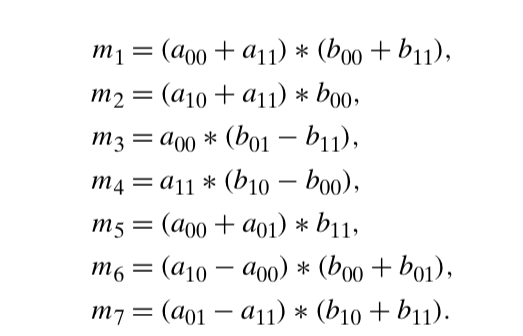 m₁ = (a₀₀ + a₁₁) ∗ (b₀₀ + b₁₁),
m₂ = (a₁₀ + a₁₁) ∗ b₀₀,
m₃ = a₀₀ ∗ (b₀₁ − b₁₁),
m₄ = a₁₁ ∗ (b₁₀ − b₀₀),
m₅ = (a₀₀ + a₀₁) ∗ b₁₁,
m₆ = (a₁₀ − a₀₀) ∗ (b₀₀ + b₀₁),
m₇ = (a₀₁ − a₁₁) ∗ (b₁₀ + b₁₁).